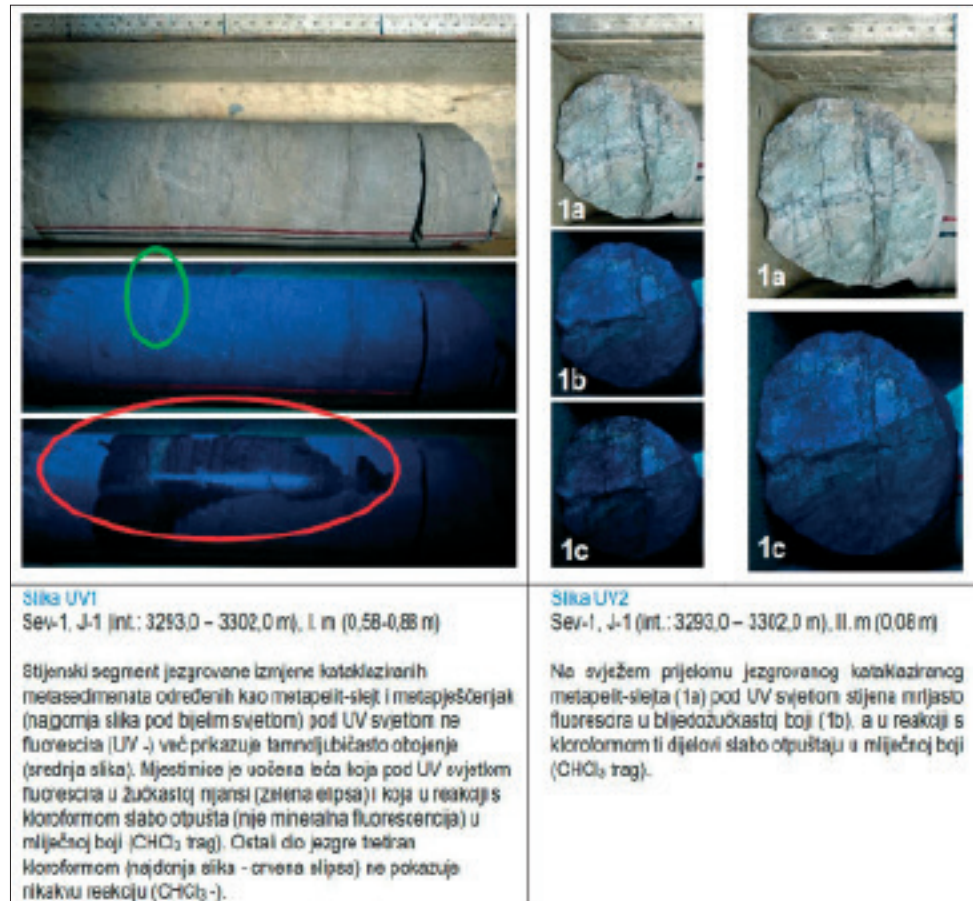 1a
1b
1c
1a
1c
Slika UV1
Sev-1, J-1 (int.: 3293,0 – 3302,0 m), I. m (0,58-0,88 m)
Stijenski segment jezgrovane izmjene kataklaziranih
metasedimenata određenih kao metapelit-slejt i metapješčenjak
(najgornja slika pod bijelim svjetlom) pod UV svjetlom ne
fluorescira (UV -) već prikazuje tamnoljubičasto obojenje
(srednja slika). Mjestimice je uočena leća koja pod UV svjetlom
fluorescira u žućkastoj nijansi (zelena elipsa) i koja u reakciji s
kloroformom slabo otpušta (nije mineralna fluorescencija) u
mliječnoj boji (CHCl₃ trag). Ostali dio jezgre tretiran
kloroformom (najdonja slika - crvena elipsa) ne pokazuje
nikakvu reakciju (CHCl₃ -).
Slika UV2
Sev-1, J-1 (int.: 3293,0 – 3302,0 m), II. m (0,08 m)
Na svježem prijelomu jezgrovanog kataklaziranog
metapelit-slejta (1a) pod UV svjetlom stijena mrljasto
fluorescira u blijedožućkastoj boji (1b), a u reakciji s
kloroformom ti dijelovi slabo otpuštaju u mliječnoj boji
(CHCl₃ trag).